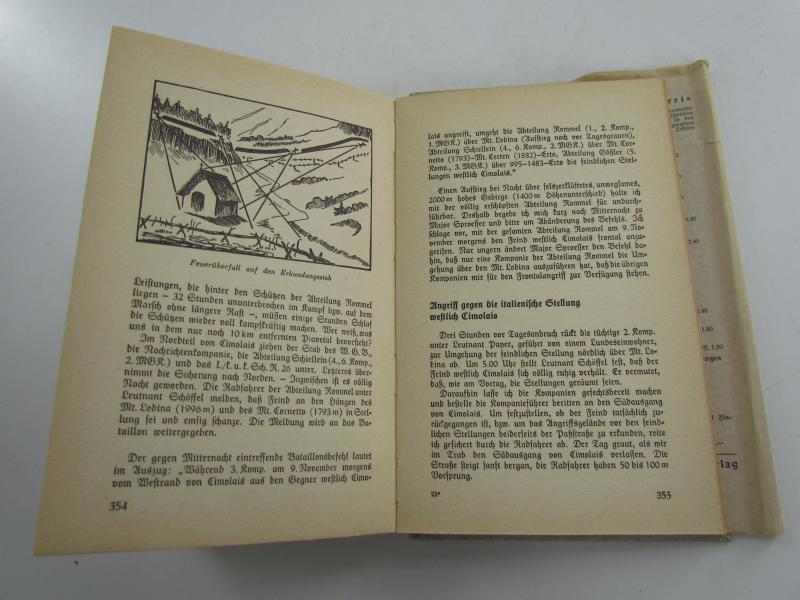 Feuerüberfall auf den Erkundungsstab
Leistungen, die hinter den Schützen der Abteilung Rommel
liegen — 32 Stunden ununterbrochen im Kampf bzw. auf dem
Marsch ohne längere Rast —, müssen einige Stunden Schlaf
die Schützen wieder voll kampfkräftig machen. Wer weiß, was
uns in dem nur noch 10 km entfernten Piavetal bevorsteht?
Im Nordteil von Cimolais ziehen der Stab des W.G.B.,
die Nachrichtenkompanie, die Abteilung Schiellein (4., 6. Komp.,
2. MGK.) und das I./k. u. k. Sch. R. 26 unter. Letzteres über-
nimmt die Sicherung nach Norden. — Inzwischen ist es völlig
Nacht geworden. Die Radfahrer der Abteilung Rommel unter
Leutnant Schöffel melden, daß Feind an den Hängen des
Mt. Lodina (1996 m) und des Mt. Cornetto (1793 m) in Stel-
lung sei und emsig schanze. Die Meldung wird an das Ba-
taillon weitergegeben.
Der gegen Mitternacht eintreffende Bataillonsbefehl lautet
im Auszug: „Während 3. Komp. am 9. November morgens
vom Westrand von Cimolais aus den Gegner westlich Cimo-
354
lais angreift, umgeht die Abteilung Rommel (1., 2. Komp.,
1. MGK.) über Mt. Lodina (Aufstieg noch vor Tagesgrauen),
Abteilung Schiellein (4., 6. Komp., 2. MGK.) über Mt. Cor-
netto (1793)—Mt. Certen (1882)—Erto, Abteilung Gößler (5.
Komp., 3. MGK.) über 995—1483—Erto die feindlichen Stel-
lungen westlich Cimolais.“
Einen Aufstieg bei Nacht über felszerklüftetes, unwegsames,
2000 m hohes Gebirge (1400 m Höhenunterschied) halte ich
mit der völlig erschöpften Abteilung Rommel für undurch-
führbar. Deshalb begebe ich mich kurz nach Mitternacht zu
Major Sproesser und bitte um Abänderung des Befehls. Ich
schlage vor, mit der gesamten Abteilung Rommel am 9. No-
vember morgens den Feind westlich Cimolais frontal anzu-
greifen. Nur ungern ändert Major Sproesser den Befehl da-
hin, daß nur eine Kompanie der Abteilung Rommel die Um-
gehung über den Mt. Lodina auszuführen hat, daß die übrigen
Kompanien mir für den Frontalangriff zur Verfügung stehen.
Angriff gegen die italienische Stellung
westlich Cimolais
Drei Stunden vor Tagesanbruch rückt die tüchtige 2. Komp.
unter Leutnant Payer, geführt von einem Landeseinwohner,
zur Umgehung der feindlichen Stellung nördlich über Mt. Lo-
dina ab. Um 5.00 Uhr stellt Leutnant Schöffel fest, daß der
Feind westlich Cimolais sich völlig ruhig verhält. Er vermutet,
daß, wie am Vortag, die Stellungen geräumt seien.
Daraufhin lasse ich die Kompanien gefechtsbereit machen
und bestelle die Kompanieführer beritten an den Südausgang
von Cimolais. Um festzustellen, ob der Feind tatsächlich zu-
rückgegangen ist, bzw. um das Angriffsgelände vor den feind-
lichen Stellungen beiderseits der Paßstraße zu erkunden, reite
ich gesichert durch die Radfahrer ab. Der Tag graut, als wir
im Trab den Südausgang von Cimolais verlassen. Die
Straße steigt sanft bergan, die Radfahrer haben 50 bis 100 m
Vorsprung.
23*
355